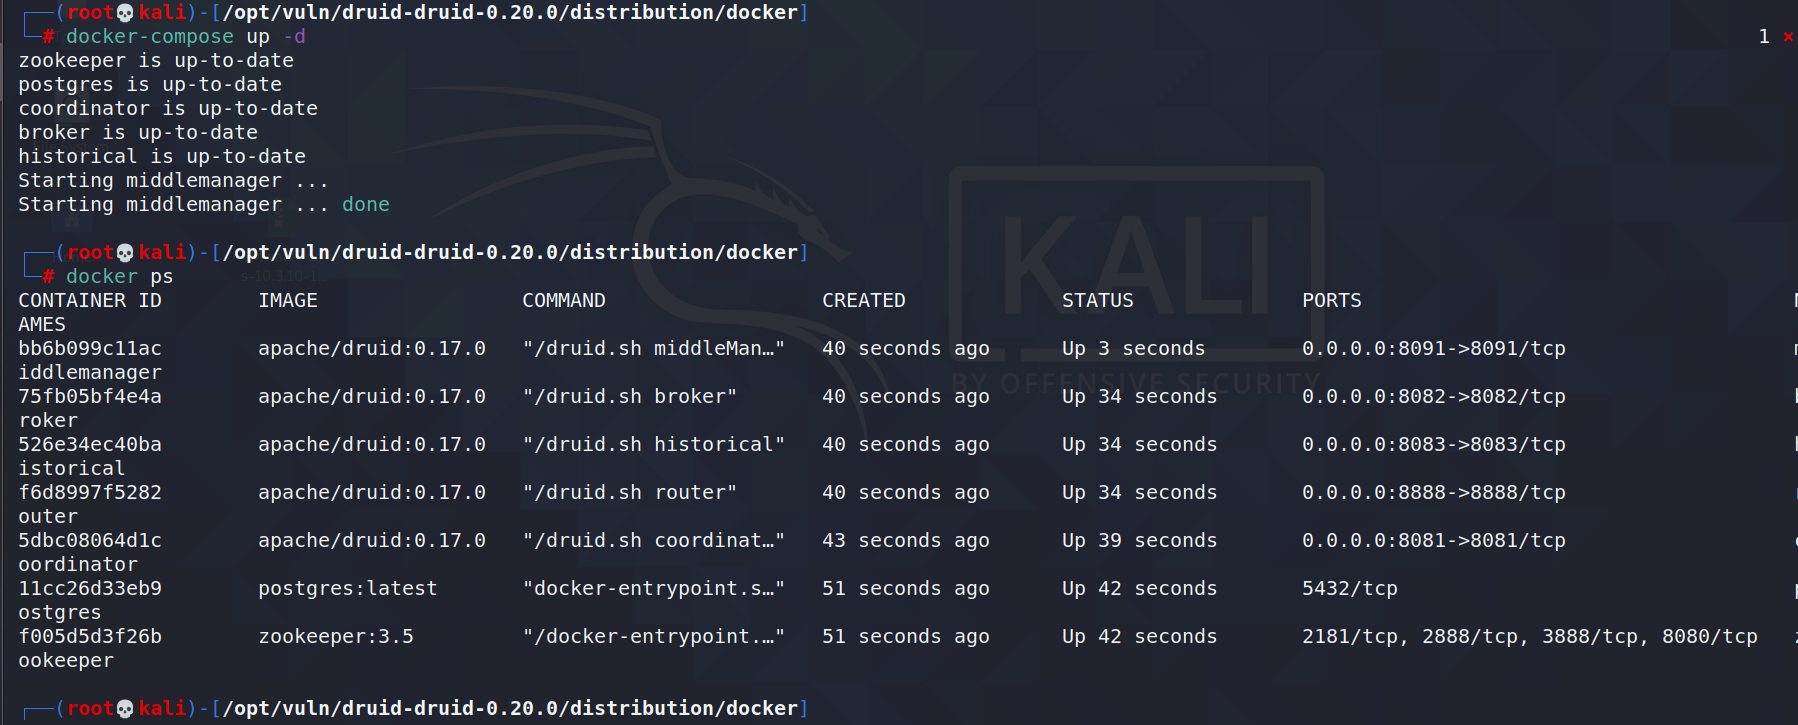 ┌──(root💀kali)-[/opt/vuln/druid-druid-0.20.0/distribution/docker]
└─# docker-compose up -d 1 ⨯
zookeeper is up-to-date
postgres is up-to-date
coordinator is up-to-date
broker is up-to-date
historical is up-to-date
Starting middlemanager ...
Starting middlemanager ... done
┌──(root💀kali)-[/opt/vuln/druid-druid-0.20.0/distribution/docker]
└─# docker ps
CONTAINER ID IMAGE COMMAND CREATED STATUS PORTS N
AMES
bb6b099c11ac apache/druid:0.17.0 "/druid.sh middleMan…" 40 seconds ago Up 3 seconds 0.0.0.0:8091->8091/tcp m
iddlemanager
75fb05bf4e4a apache/druid:0.17.0 "/druid.sh broker" 40 seconds ago Up 34 seconds 0.0.0.0:8082->8082/tcp b
roker
526e34ec40ba apache/druid:0.17.0 "/druid.sh historical" 40 seconds ago Up 34 seconds 0.0.0.0:8083->8083/tcp h
istorical
f6d8997f5282 apache/druid:0.17.0 "/druid.sh router" 40 seconds ago Up 34 seconds 0.0.0.0:8888->8888/tcp r
outer
5dbc08064d1c apache/druid:0.17.0 "/druid.sh coordinat…" 43 seconds ago Up 39 seconds 0.0.0.0:8081->8081/tcp c
oordinator
11cc26d33eb9 postgres:latest "docker-entrypoint.s…" 51 seconds ago Up 42 seconds 5432/tcp p
ostgres
f005d5d3f26b zookeeper:3.5 "/docker-entrypoint.…" 51 seconds ago Up 42 seconds 2181/tcp, 2888/tcp, 3888/tcp, 8080/tcp z
ookeeper
┌──(root💀kali)-[/opt/vuln/druid-druid-0.20.0/distribution/docker]
KALI
BY OFFENSIVE SECURITY